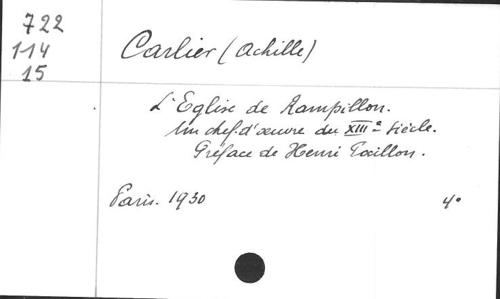 722
114
15
Carlier (Achille)
L'Eglise de Rampillon.
Un chef-d'œuvre du XIIIe Siècle.
Préface de Henri Focillon.
Paris. 1930
4°